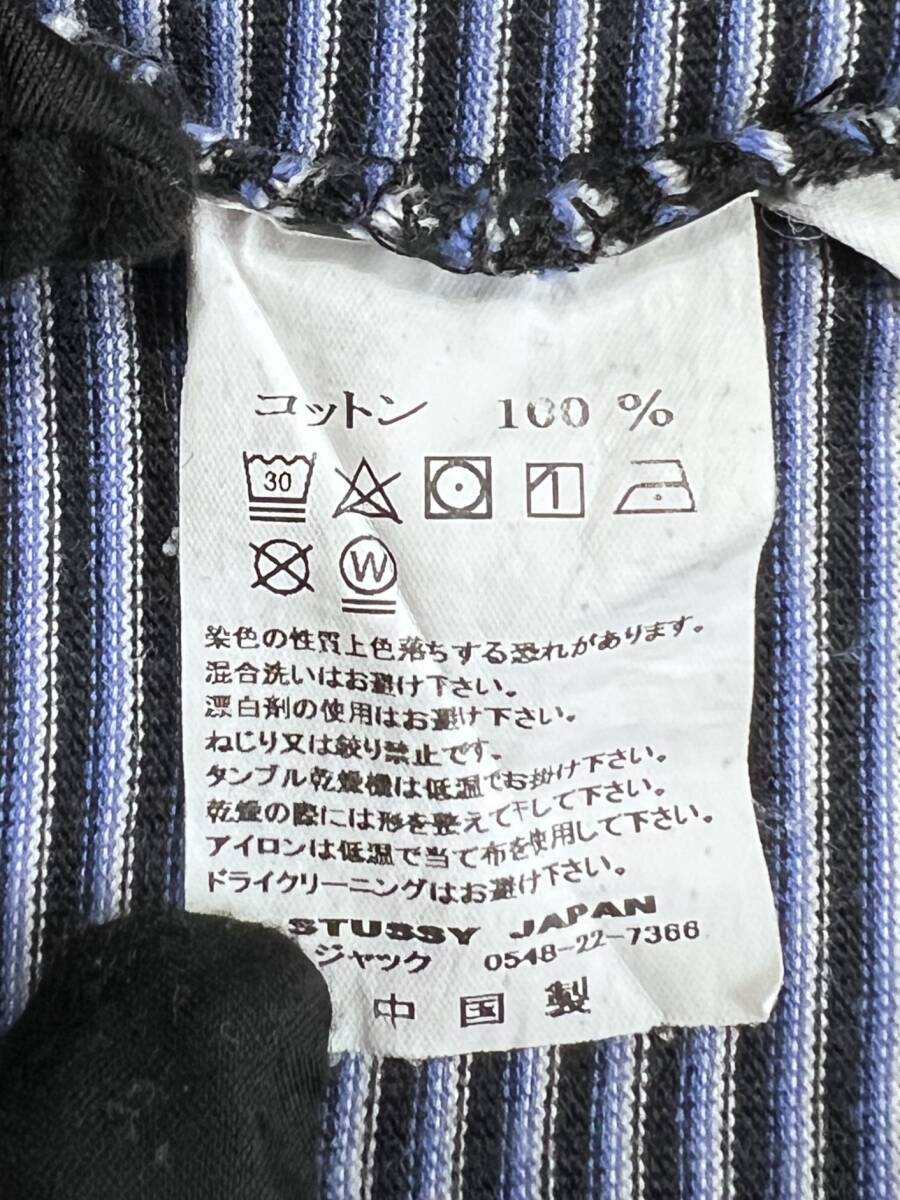 コットン 100 %
30
W
染色の性質上色落ちする恐れがあります。
混合洗いはお避け下さい。
漂白剤の使用はお避け下さい。
ねじり又は絞り禁止です。
タンブル乾燥機は低温でお掛け下さい。
乾燥の際には形を整えて干して下さい。
アイロンは低温で当て布を使用して下さい。
ドライクリーニングはお避け下さい。
STUSSY JAPAN
ジャック 0548-22-7366
中国製